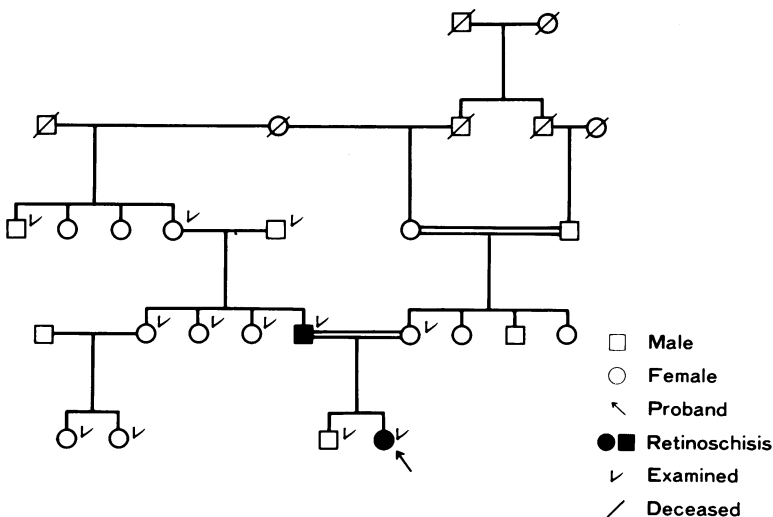 Male
Female
Proband
Retinoschisis
Examined
Deceased